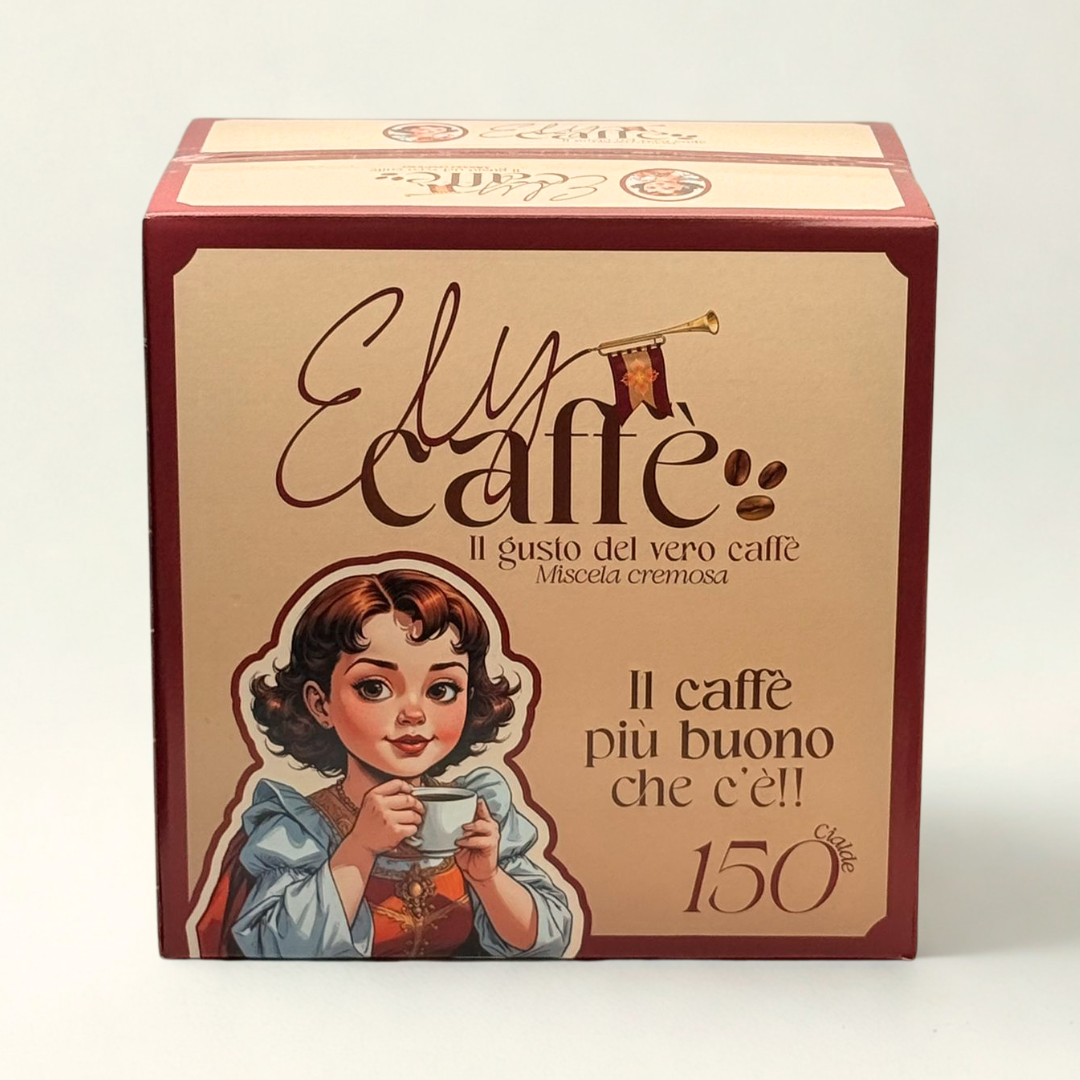 Ely
caffè
Il gusto del vero caffè
Miscela cremosa
Il caffè
più buono
che c'è!!
150 cialde